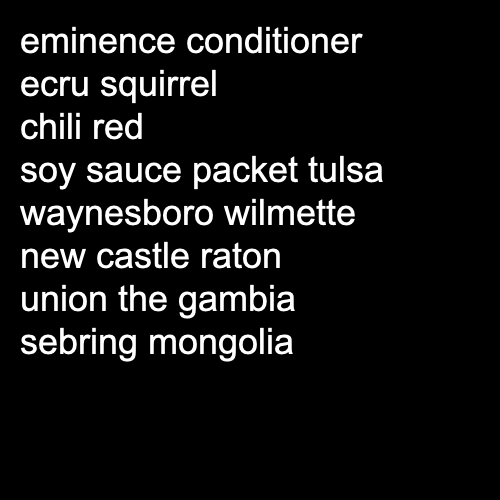 eminence conditioner
ecru squirrel
chili red
soy sauce packet tulsa
waynesboro wilmette
new castle raton
union the gambia
sebring mongolia